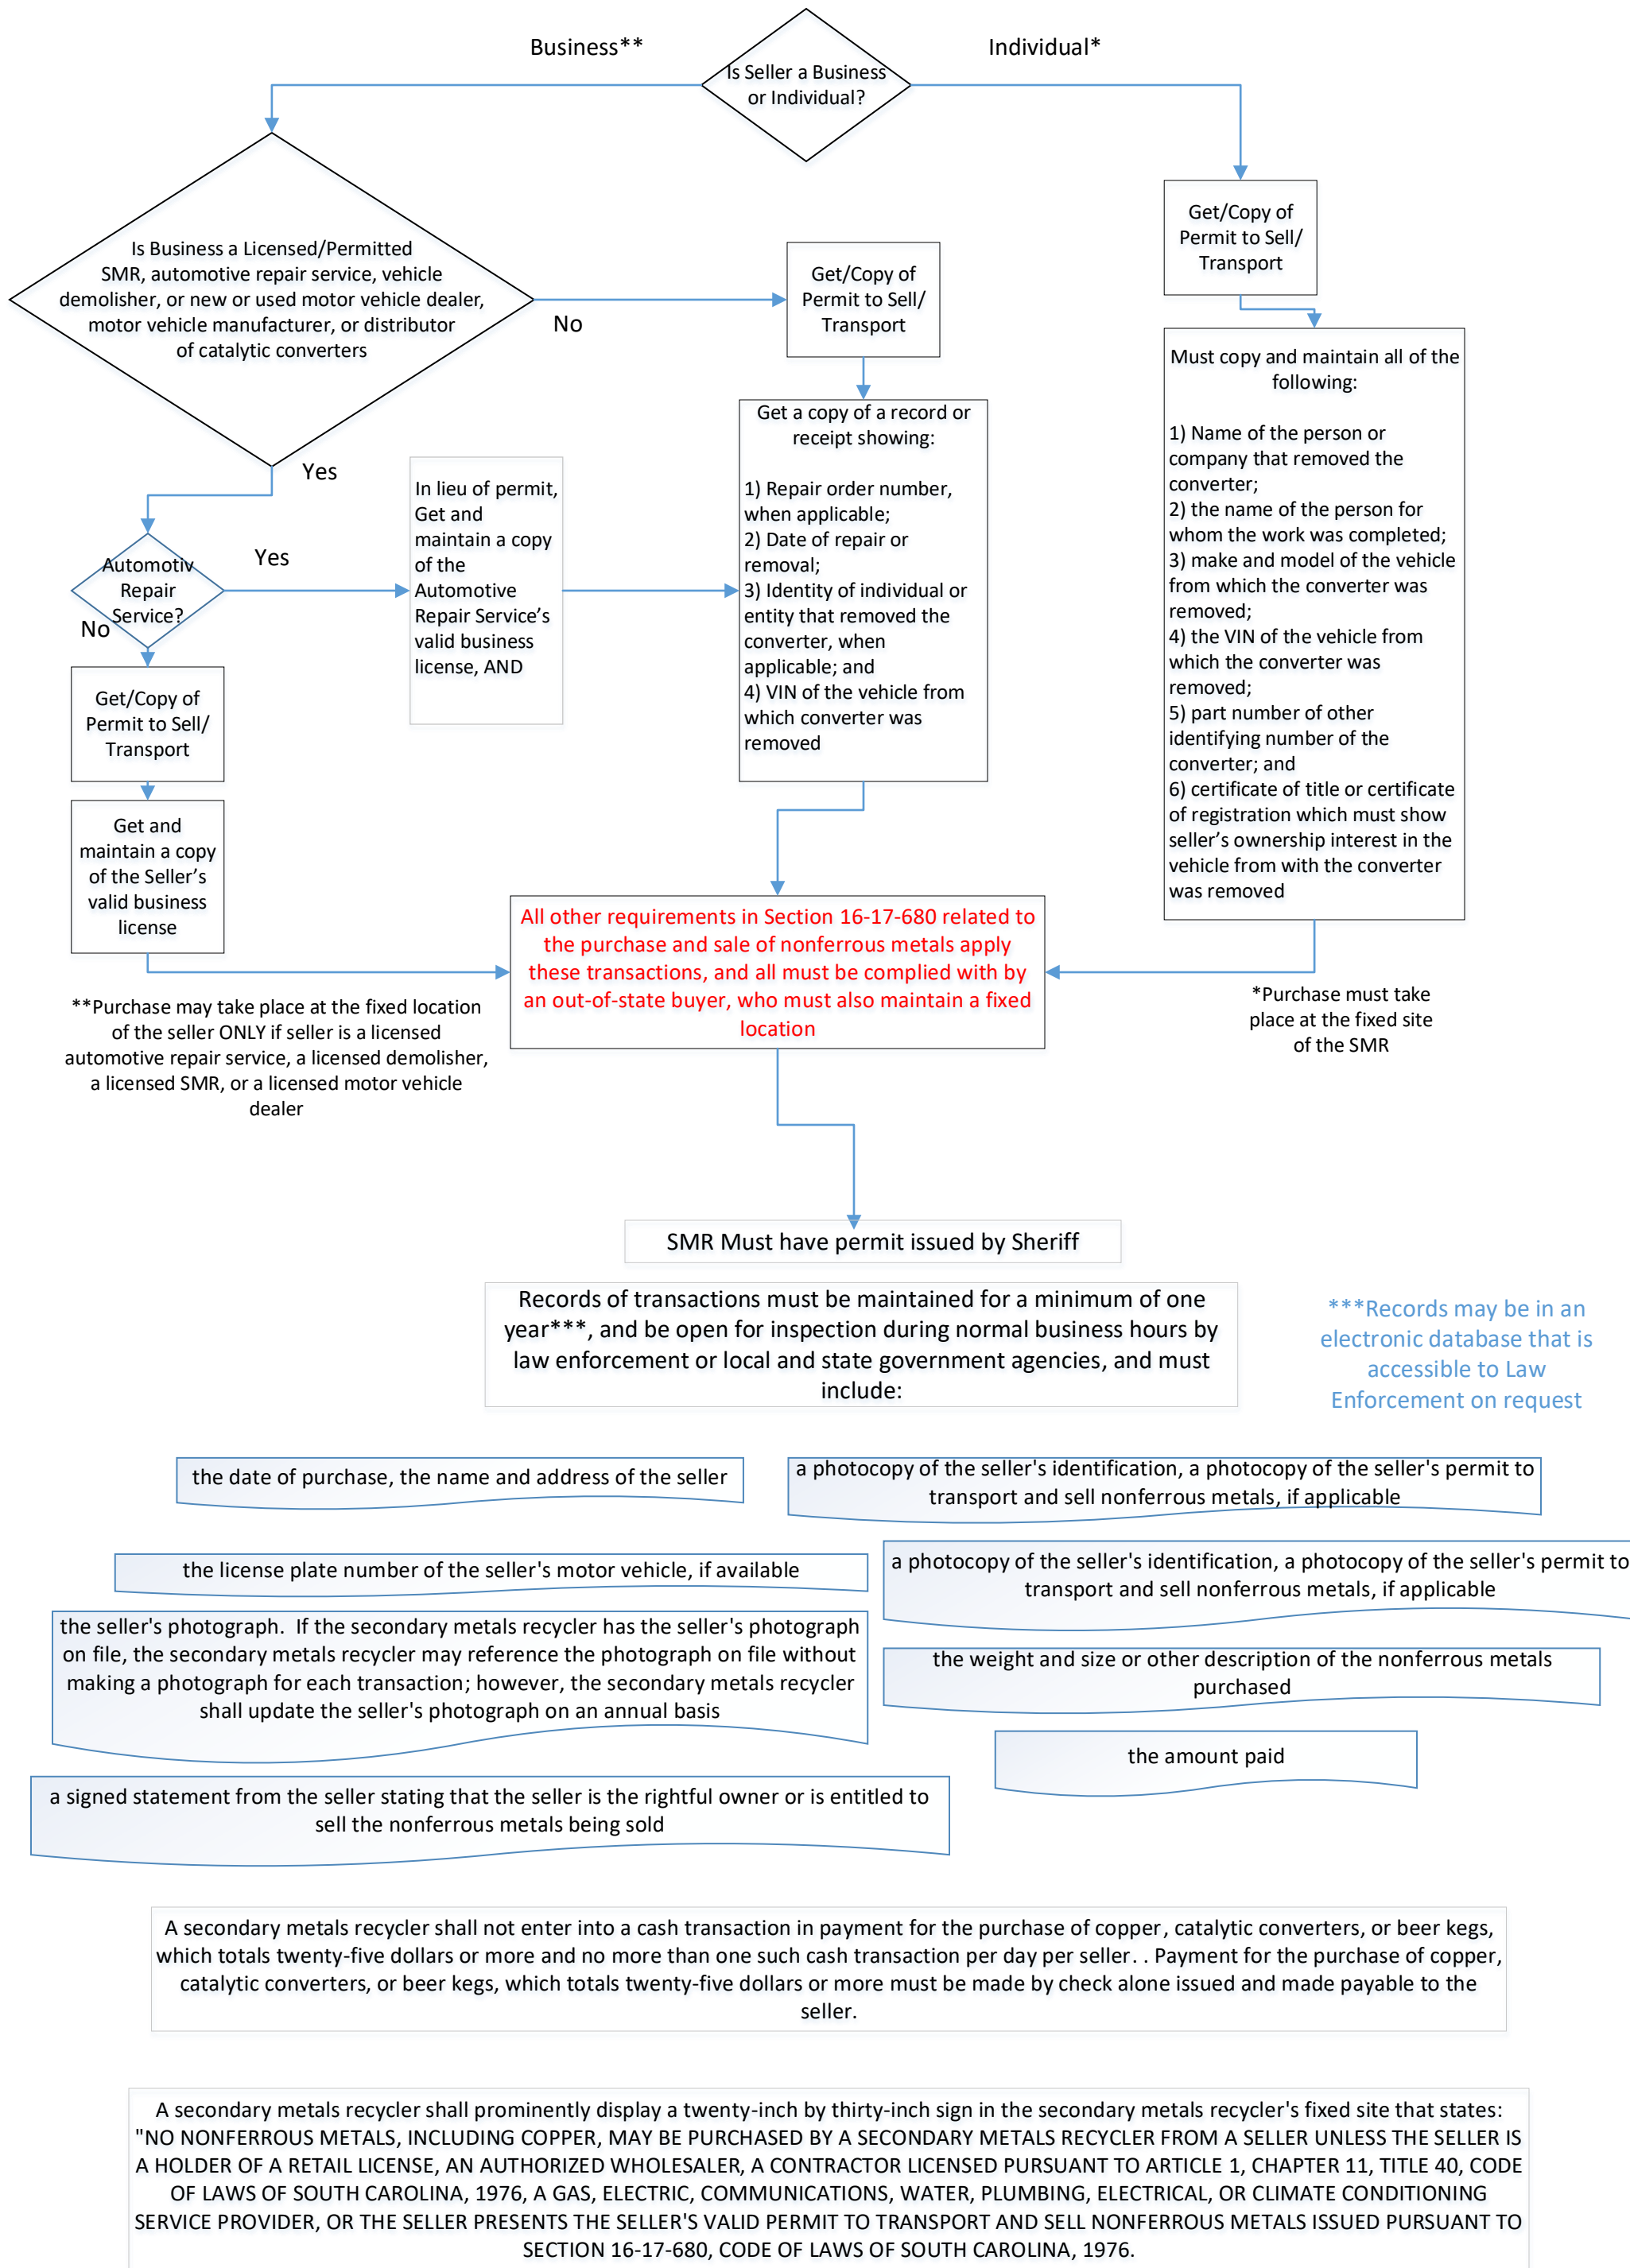 Business**
Individual*
Is Seller a Business
or Individual?
Is Business a Licensed/Permitted
SMR, automotive repair service, vehicle
demolisher, or new or used motor vehicle dealer,
motor vehicle manufacturer, or distributor
of catalytic converters
No
Yes
Get/Copy of
Permit to Sell/
Transport
Get/Copy of
Permit to Sell/
Transport
Automotiv
Repair
Service?
Yes
No
In lieu of permit,
Get and
maintain a copy
of the
Automotive
Repair Service’s
valid business
license, AND
Get a copy of a record or
receipt showing:
1) Repair order number,
when applicable;
2) Date of repair or
removal;
3) Identity of individual or
entity that removed the
converter, when
applicable; and
4) VIN of the vehicle from
which converter was
removed
Must copy and maintain all of the
following:
1) Name of the person or
company that removed the
converter;
2) the name of the person for
whom the work was completed;
3) make and model of the vehicle
from which the converter was
removed;
4) the VIN of the vehicle from
which the converter was
removed;
5) part number of other
identifying number of the
converter; and
6) certificate of title or certificate
of registration which must show
seller’s ownership interest in the
vehicle from with the converter
was removed
Get/Copy of
Permit to Sell/
Transport
Get and
maintain a copy
of the Seller’s
valid business
license
All other requirements in Section 16-17-680 related to
the purchase and sale of nonferrous metals apply
these transactions, and all must be complied with by
an out-of-state buyer, who must also maintain a fixed
location
**Purchase may take place at the fixed location
of the seller ONLY if seller is a licensed
automotive repair service, a licensed demolisher,
a licensed SMR, or a licensed motor vehicle
dealer
*Purchase must take
place at the fixed site
of the SMR
SMR Must have permit issued by Sheriff
Records of transactions must be maintained for a minimum of one
year***, and be open for inspection during normal business hours by
law enforcement or local and state government agencies, and must
include:
***Records may be in an
electronic database that is
accessible to Law
Enforcement on request
the date of purchase, the name and address of the seller
a photocopy of the seller's identification, a photocopy of the seller's permit to
transport and sell nonferrous metals, if applicable
the license plate number of the seller's motor vehicle, if available
a photocopy of the seller's identification, a photocopy of the seller's permit to
transport and sell nonferrous metals, if applicable
the seller's photograph.  If the secondary metals recycler has the seller's photograph
on file, the secondary metals recycler may reference the photograph on file without
making a photograph for each transaction; however, the secondary metals recycler
shall update the seller's photograph on an annual basis
the weight and size or other description of the nonferrous metals
purchased
the amount paid
a signed statement from the seller stating that the seller is the rightful owner or is entitled to
sell the nonferrous metals being sold
A secondary metals recycler shall not enter into a cash transaction in payment for the purchase of copper, catalytic converters, or beer kegs,
which totals twenty-five dollars or more and no more than one such cash transaction per day per seller. . Payment for the purchase of copper,
catalytic converters, or beer kegs, which totals twenty-five dollars or more must be made by check alone issued and made payable to the
seller.
A secondary metals recycler shall prominently display a twenty-inch by thirty-inch sign in the secondary metals recycler's fixed site that states:
"NO NONFERROUS METALS, INCLUDING COPPER, MAY BE PURCHASED BY A SECONDARY METALS RECYCLER FROM A SELLER UNLESS THE SELLER IS
A HOLDER OF A RETAIL LICENSE, AN AUTHORIZED WHOLESALER, A CONTRACTOR LICENSED PURSUANT TO ARTICLE 1, CHAPTER 11, TITLE 40, CODE
OF LAWS OF SOUTH CAROLINA, 1976, A GAS, ELECTRIC, COMMUNICATIONS, WATER, PLUMBING, ELECTRICAL, OR CLIMATE CONDITIONING
SERVICE PROVIDER, OR THE SELLER PRESENTS THE SELLER'S VALID PERMIT TO TRANSPORT AND SELL NONFERROUS METALS ISSUED PURSUANT TO
SECTION 16-17-680, CODE OF LAWS OF SOUTH CAROLINA, 1976.